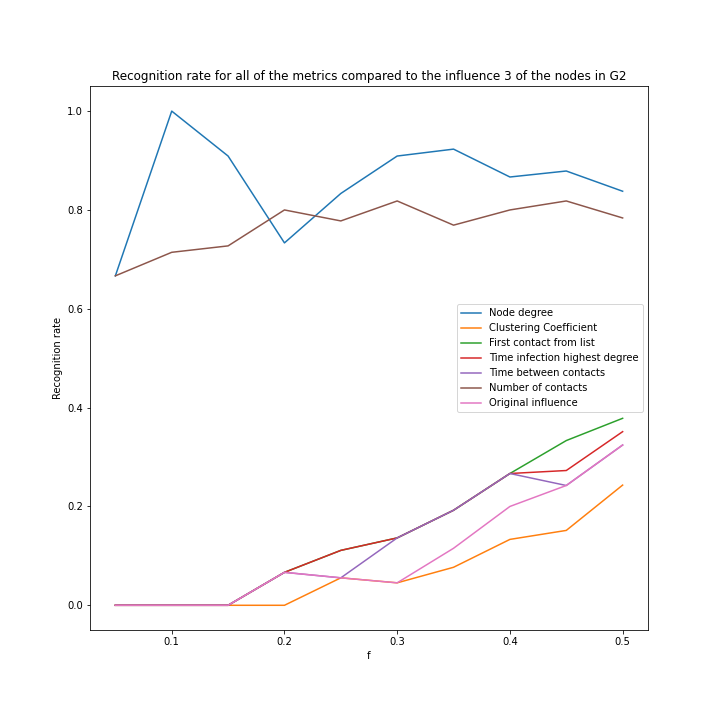 Recognition rate for all of the metrics compared to the influence 3 of the nodes in G2
1.0
0.8
0.6
0.4
0.2
0.0
Recognition rate
Node degree
Clustering Coefficient
First contact from list
Time infection highest degree
Time between contacts
Number of contacts
Original influence
0.1 0.2 0.3 0.4 0.5
f